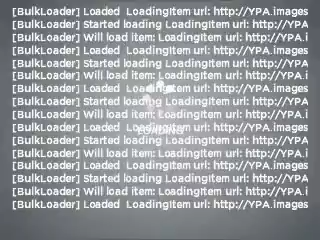 [BulkLoader] Loaded  LoadingItem url: http://YPA.images
[BulkLoader] Started loading LoadingItem url: http://YPA
[BulkLoader] Will load item: LoadingItem url: http://YPA.i
[BulkLoader] Loaded  LoadingItem url: http://YPA.images
[BulkLoader] Started loading LoadingItem url: http://YPA
[BulkLoader] Will load item: LoadingItem url: http://YPA.i
[BulkLoader] Loaded  LoadingItem url: http://YPA.images
[BulkLoader] Started loading LoadingItem url: http://YPA
[BulkLoader] Will load item: LoadingItem url: http://YPA.i
[BulkLoader] Loaded  LoadingItem url: http://YPA.images
LOADING
[BulkLoader] Started loading LoadingItem url: http://YPA
[BulkLoader] Will load item: LoadingItem url: http://YPA.i
[BulkLoader] Loaded  LoadingItem url: http://YPA.images
[BulkLoader] Started loading LoadingItem url: http://YPA
[BulkLoader] Will load item: LoadingItem url: http://YPA.i
[BulkLoader] Loaded  LoadingItem url: http://YPA.images